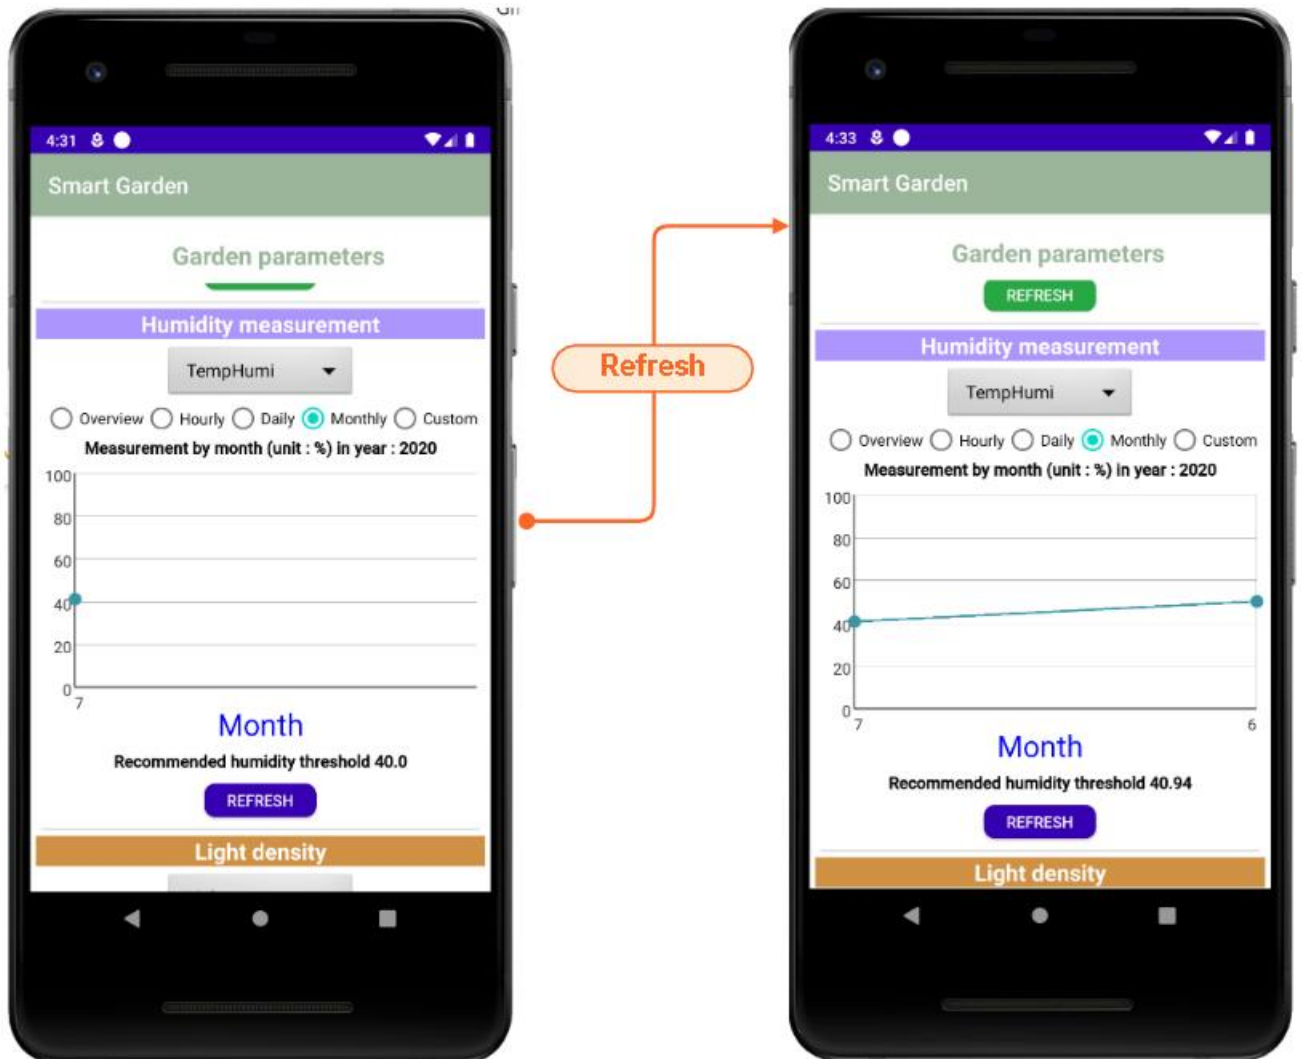 4:31
Smart Garden
Garden parameters
Humidity measurement
TempHumi
Overview Hourly Daily Monthly Custom
Measurement by month (unit : %) in year : 2020
100
80
60
40
20
0
7
Month
Recommended humidity threshold 40.0
REFRESH
Light density
Refresh
4:33
Smart Garden
Garden parameters
REFRESH
Humidity measurement
TempHumi
Overview Hourly Daily Monthly Custom
Measurement by month (unit : %) in year : 2020
100
80
60
40
20
0
7 6
Month
Recommended humidity threshold 40.94
REFRESH
Light density